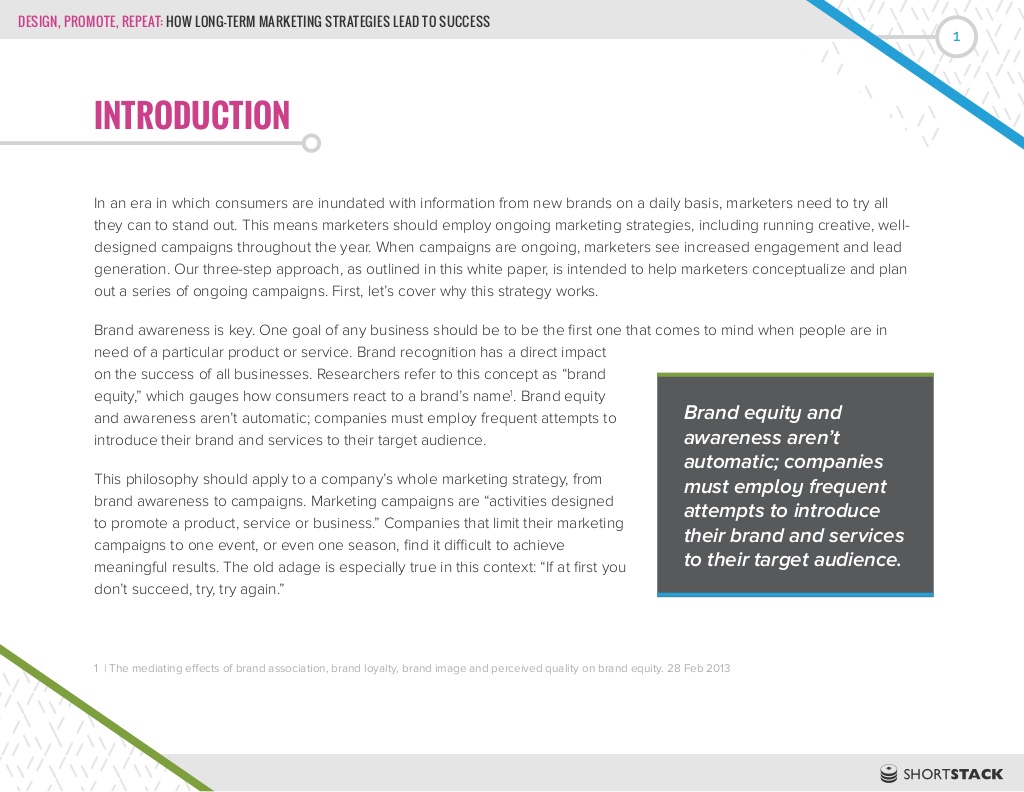 DESIGN, PROMOTE, REPEAT: HOW LONG-TERM MARKETING STRATEGIES LEAD TO SUCCESS
1
INTRODUCTION
In an era in which consumers are inundated with information from new brands on a daily basis, marketers need to try all
they can to stand out. This means marketers should employ ongoing marketing strategies, including running creative, well-
designed campaigns throughout the year. When campaigns are ongoing, marketers see increased engagement and lead
generation. Our three-step approach, as outlined in this white paper, is intended to help marketers conceptualize and plan
out a series of ongoing campaigns. First, let’s cover why this strategy works.
Brand awareness is key. One goal of any business should be to be the first one that comes to mind when people are in
need of a particular product or service. Brand recognition has a direct impact
on the success of all businesses. Researchers refer to this concept as “brand
equity,” which gauges how consumers react to a brand’s name¹. Brand equity
and awareness aren’t automatic; companies must employ frequent attempts to
introduce their brand and services to their target audience.
This philosophy should apply to a company’s whole marketing strategy, from
brand awareness to campaigns. Marketing campaigns are “activities designed
to promote a product, service or business.” Companies that limit their marketing
campaigns to one event, or even one season, find it difficult to achieve
meaningful results. The old adage is especially true in this context: “If at first you
don’t succeed, try, try again.”
Brand equity and
awareness aren’t
automatic; companies
must employ frequent
attempts to introduce
their brand and services
to their target audience.
1 | The mediating effects of brand association, brand loyalty, brand image and perceived quality on brand equity. 28 Feb 2013
SHORTSTACK